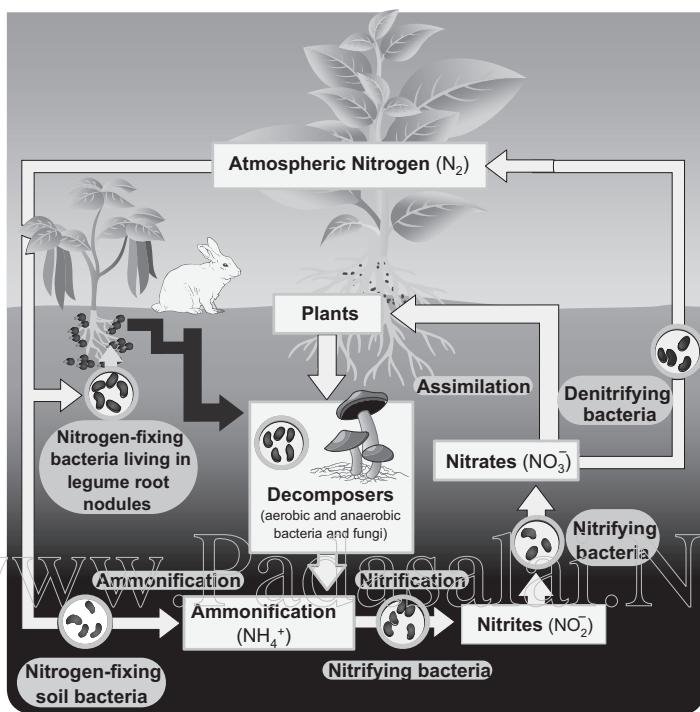 Atmospheric Nitrogen (N₂)
Plants
Assimilation
Denitrifying
bacteria
Nitrogen-fixing
bacteria living in
legume root
nodules
Decomposers
(aerobic and anaerobic
bacteria and fungi)
Nitrates (NO₃⁻)
Nitrifying
bacteria
www.Padasalai.N
Ammonification
Nitrification
Ammonification
(NH₄⁺)
Nitrites (NO₂⁻)
Nitrifying bacteria
Nitrogen-fixing
soil bacteria